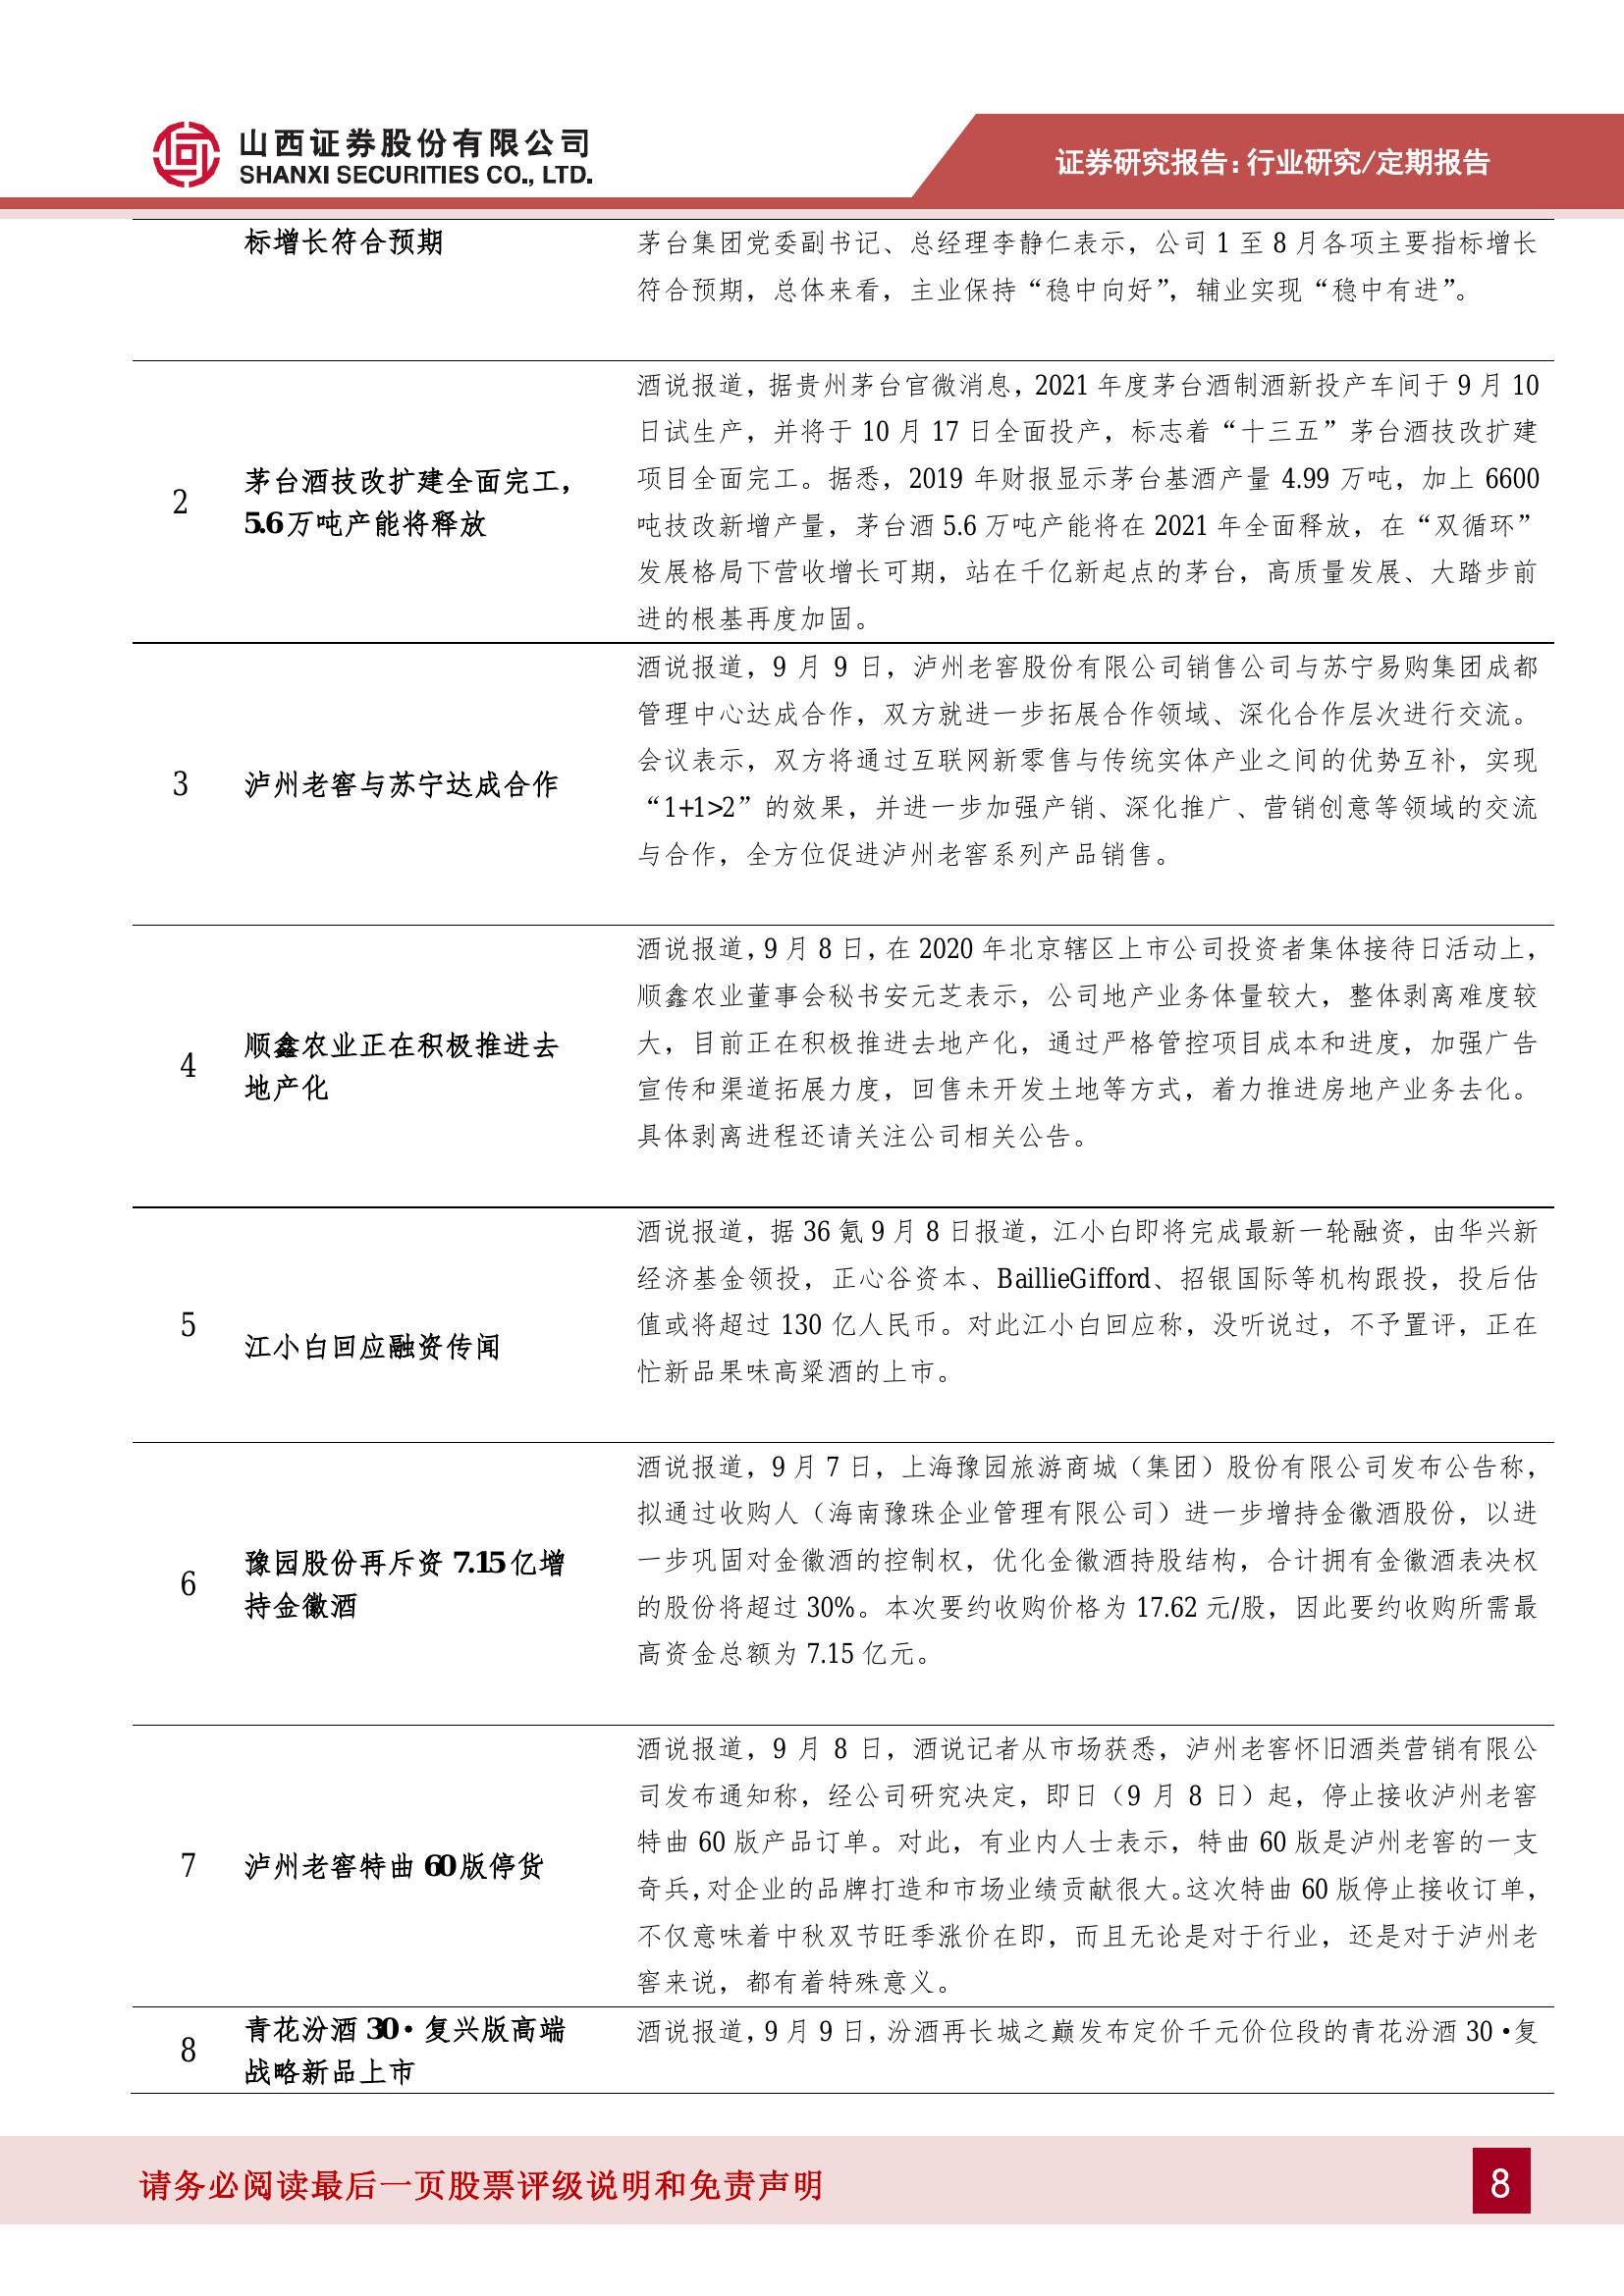 山西证券股份有限公司
SHANXI SECURITIES CO., LTD.
证券研究报告:行业研究/定期报告
标增长符合预期
茅台集团党委副书记、总经理李静仁表示，公司 1 至 8 月各项主要指标增长
符合预期，总体来看，主业保持“稳中向好”，辅业实现“稳中有进”。
2
茅台酒技改扩建全面完工，
5.6 万吨产能将释放
酒说报道，据贵州茅台官微消息，2021 年度茅台酒制酒新投产车间于 9 月 10
日试生产，并将于 10 月 17 日全面投产，标志着“十三五”茅台酒技改扩建
项目全面完工。据悉，2019 年财报显示茅台基酒产量 4.99 万吨，加上 6600
吨技改新增产量，茅台酒 5.6 万吨产能将在 2021 年全面释放，在“双循环”
发展格局下营收增长可期，站在千亿新起点的茅台，高质量发展、大踏步前
进的根基再度加固。
3
泸州老窖与苏宁达成合作
酒说报道，9 月 9 日，泸州老窖股份有限公司销售公司与苏宁易购集团成都
管理中心达成合作，双方就进一步拓展合作领域、深化合作层次进行交流。
会议表示，双方将通过互联网新零售与传统实体产业之间的优势互补，实现
“1+1>2”的效果，并进一步加强产销、深化推广、营销创意等领域的交流
与合作，全方位促进泸州老窖系列产品销售。
4
顺鑫农业正在积极推进去
地产化
酒说报道，9 月 8 日，在 2020 年北京辖区上市公司投资者集体接待日活动上，
顺鑫农业董事会秘书安元芝表示，公司地产业务体量较大，整体剥离难度较
大，目前正在积极推进去地产化，通过严格管控项目成本和进度，加强广告
宣传和渠道拓展力度，回售未开发土地等方式，着力推进房地产业务去化。
具体剥离进程还请关注公司相关公告。
5
江小白回应融资传闻
酒说报道，据 36 氪 9 月 8 日报道，江小白即将完成最新一轮融资，由华兴新
经济基金领投，正心谷资本、BaillieGifford、招银国际等机构跟投，投后估
值或将超过 130 亿人民币。对此江小白回应称，没听说过，不予置评，正在
忙新品果味高粱酒的上市。
6
豫园股份再斥资 7.15 亿增
持金徽酒
酒说报道，9 月 7 日，上海豫园旅游商城（集团）股份有限公司发布公告称，
拟通过收购人（海南豫珠企业管理有限公司）进一步增持金徽酒股份，以进
一步巩固对金徽酒的控制权，优化金徽酒持股结构，合计拥有金徽酒表决权
的股份将超过 30%。本次要约收购价格为 17.62 元/股，因此要约收购所需最
高资金总额为 7.15 亿元。
7
泸州老窖特曲 60 版停货
酒说报道，9 月 8 日，酒说记者从市场获悉，泸州老窖怀旧酒类营销有限公
司发布通知称，经公司研究决定，即日（9 月 8 日）起，停止接收泸州老窖
特曲 60 版产品订单。对此，有业内人士表示，特曲 60 版是泸州老窖的一支
奇兵，对企业的品牌打造和市场业绩贡献很大。这次特曲 60 版停止接收订单，
不仅意味着中秋双节旺季涨价在即，而且无论是对于行业，还是对于泸州老
窖来说，都有着特殊意义。
8
青花汾酒 30·复兴版高端
战略新品上市
酒说报道，9 月 9 日，汾酒再长城之巅发布定价千元价位段的青花汾酒 30·复
请务必阅读最后一页股票评级说明和免责声明
8